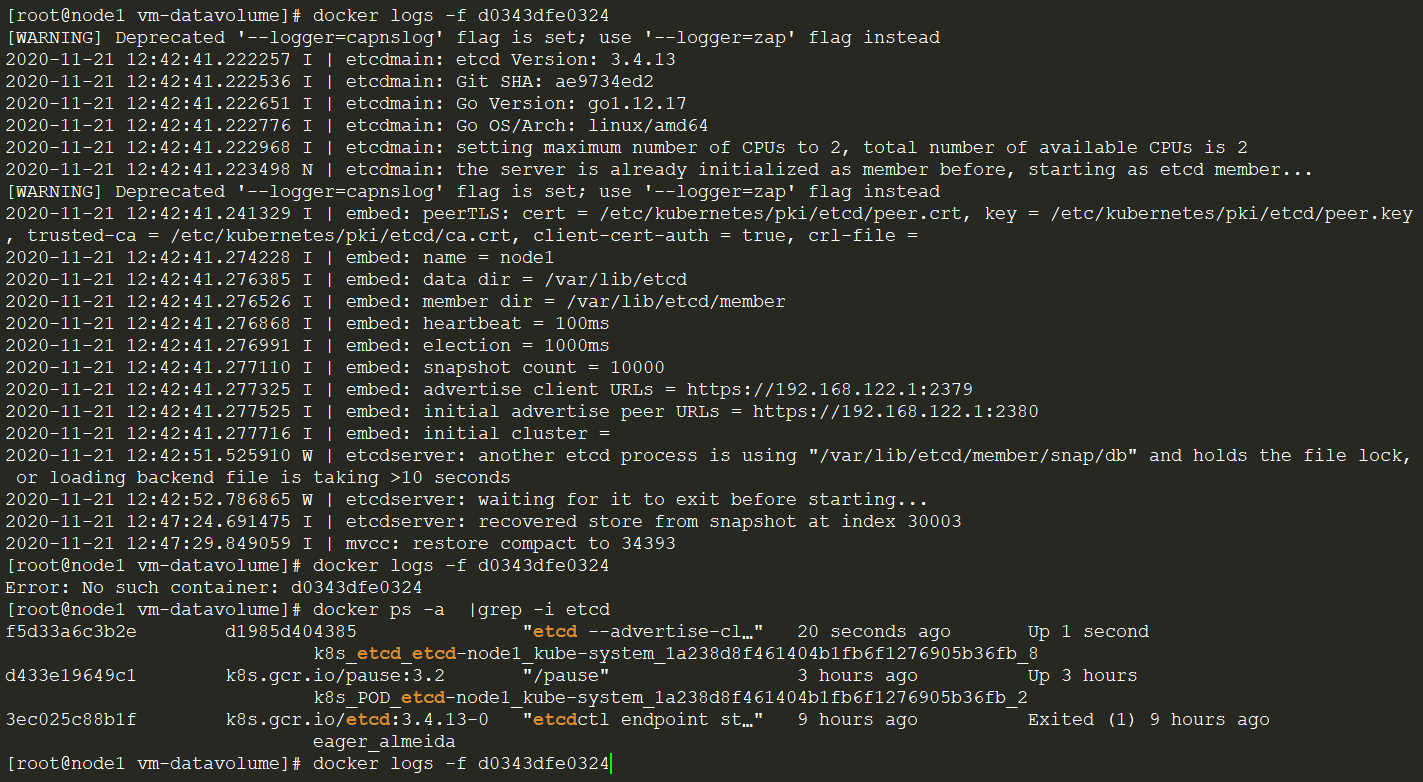 [root@node1 vm-datavolume]# docker logs -f d0343dfe0324
[WARNING] Deprecated '--logger=capnslog' flag is set; use '--logger=zap' flag instead
2020-11-21 12:42:41.222257 I | etcdmain: etcd Version: 3.4.13
2020-11-21 12:42:41.222536 I | etcdmain: Git SHA: ae9734ed2
2020-11-21 12:42:41.222651 I | etcdmain: Go Version: go1.12.17
2020-11-21 12:42:41.222776 I | etcdmain: Go OS/Arch: linux/amd64
2020-11-21 12:42:41.222968 I | etcdmain: setting maximum number of CPUs to 2, total number of available CPUs is 2
2020-11-21 12:42:41.223498 N | etcdmain: the server is already initialized as member before, starting as etcd member...
[WARNING] Deprecated '--logger=capnslog' flag is set; use '--logger=zap' flag instead
2020-11-21 12:42:41.241329 I | embed: peerTLS: cert = /etc/kubernetes/pki/etcd/peer.crt, key = /etc/kubernetes/pki/etcd/peer.key
, trusted-ca = /etc/kubernetes/pki/etcd/ca.crt, client-cert-auth = true, crl-file =
2020-11-21 12:42:41.274228 I | embed: name = node1
2020-11-21 12:42:41.276385 I | embed: data dir = /var/lib/etcd
2020-11-21 12:42:41.276526 I | embed: member dir = /var/lib/etcd/member
2020-11-21 12:42:41.276868 I | embed: heartbeat = 100ms
2020-11-21 12:42:41.276991 I | embed: election = 1000ms
2020-11-21 12:42:41.277110 I | embed: snapshot count = 10000
2020-11-21 12:42:41.277325 I | embed: advertise client URLs = https://192.168.122.1:2379
2020-11-21 12:42:41.277525 I | embed: initial advertise peer URLs = https://192.168.122.1:2380
2020-11-21 12:42:41.277716 I | embed: initial cluster =
2020-11-21 12:42:51.525910 W | etcdserver: another etcd process is using "/var/lib/etcd/member/snap/db" and holds the file lock,
 or loading backend file is taking >10 seconds
2020-11-21 12:42:52.786865 W | etcdserver: waiting for it to exit before starting...
2020-11-21 12:47:24.691475 I | etcdserver: recovered store from snapshot at index 30003
2020-11-21 12:47:29.849059 I | mvcc: restore compact to 34393
[root@node1 vm-datavolume]# docker logs -f d0343dfe0324
Error: No such container: d0343dfe0324
[root@node1 vm-datavolume]# docker ps -a  |grep -i etcd
f5d33a6c3b2e        d1985d404385               "etcd --advertise-cl…"   20 seconds ago       Up 1 second
k8s_etcd_etcd-node1_kube-system_1a238d8f461404b1fb6f1276905b36fb_8
d433e19649c1        k8s.gcr.io/pause:3.2       "/pause"                 3 hours ago          Up 3 hours
k8s_POD_etcd-node1_kube-system_1a238d8f461404b1fb6f1276905b36fb_2
3ec025c88b1f        k8s.gcr.io/etcd:3.4.13-0   "etcdctl endpoint st…"   9 hours ago          Exited (1) 9 hours ago
eager_almeida
[root@node1 vm-datavolume]# docker logs -f d0343dfe0324